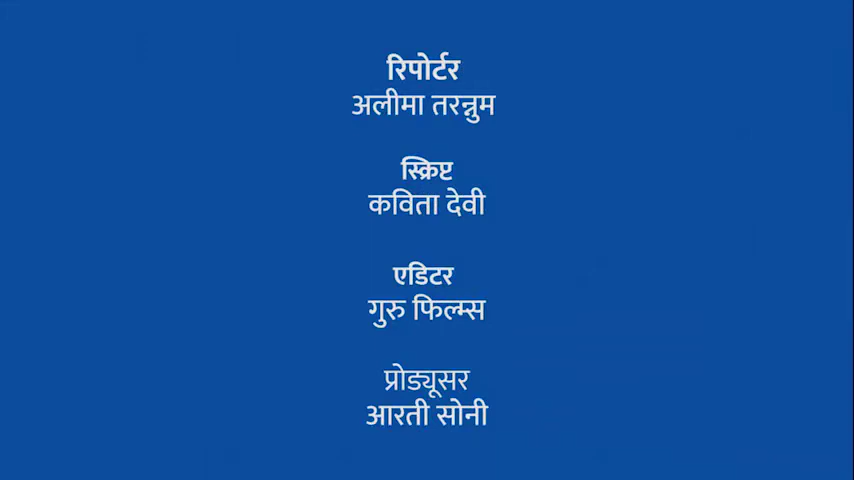 रिपोर्टर
अलीमा तरन्नुम
स्क्रिप्ट
कविता देवी
एडिटर
गुरु फिल्म्स
प्रोड्यूसर
आरती सोनी